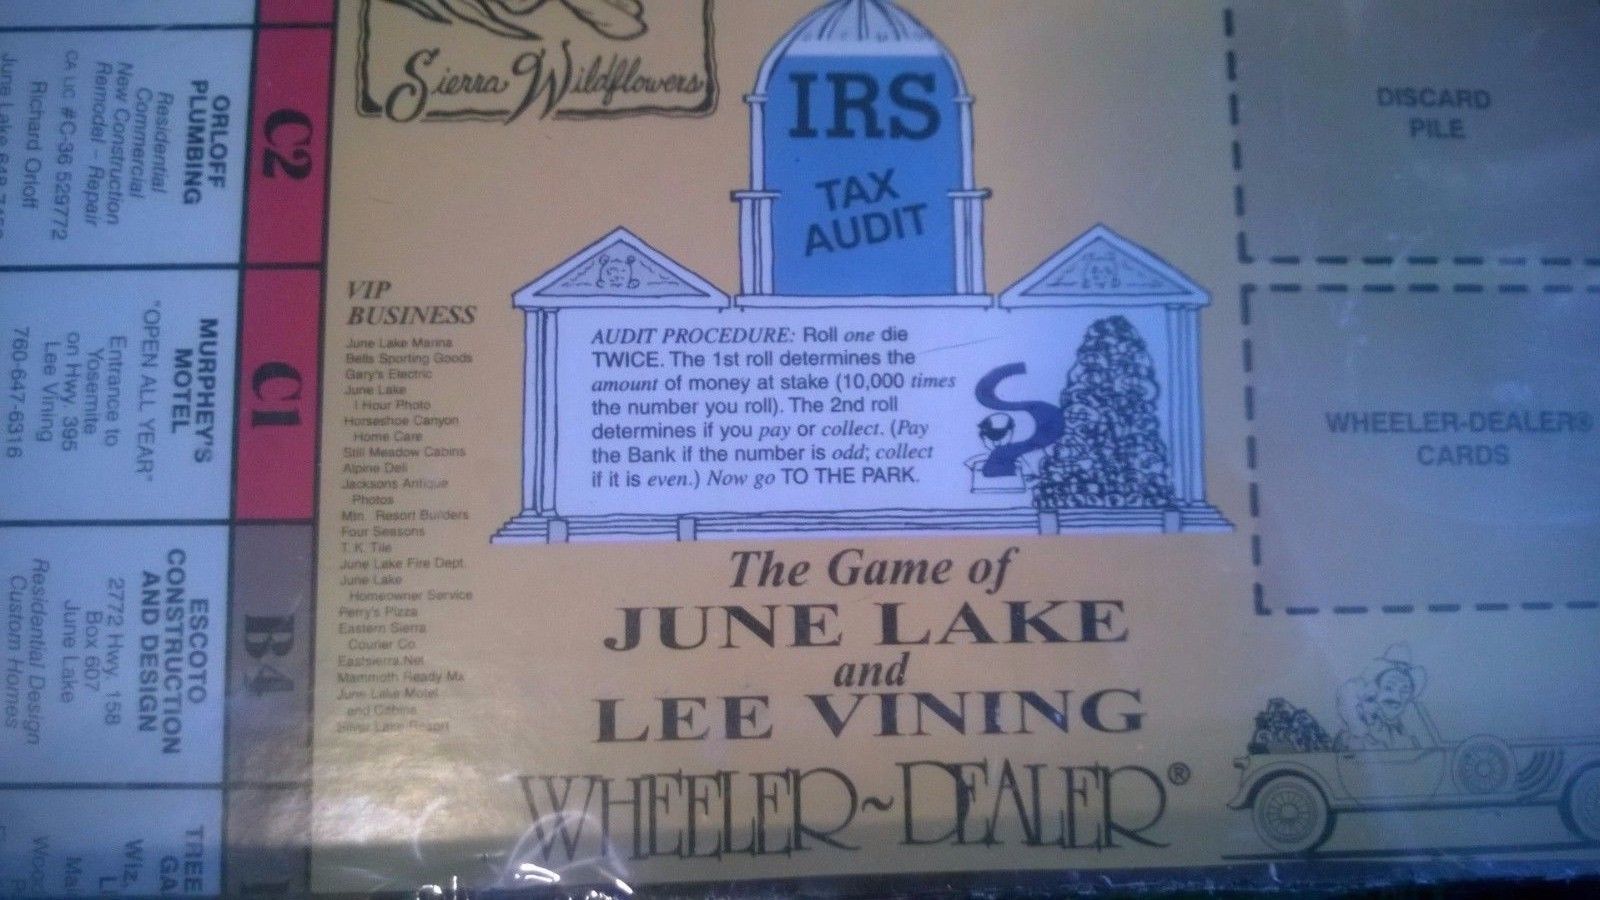 Sierra Wildflowers
IRS
TAX
AUDIT
DISCARD
PILE
WHEELER-DEALER®
CARDS
C2
ORLOFF
PLUMBING
Residential
Commercial
New Construction
Remodel – Repair
CA LIC #C-36 529772
Richard Orloff
June Lake
C1
MURPHEY'S
MOTEL
"OPEN ALL YEAR"
Entrance to
Yosemite
on Hwy. 395
Lee Vining
760-647-6316
B4
ESCOTO
CONSTRUCTION
AND DESIGN
2772 Hwy. 158
Box 607
June Lake
Residential Design
Custom Homes
TREE
GA
Wiz,
VIP
BUSINESS
June Lake Marina
Bells Sporting Goods
Gary's Electric
June Lake
1 Hour Photo
Horseshoe Canyon
Home Care
Still Meadow Cabins
Alpine Deli
Jacksons Antique
Photos
Mtn. Resort Builders
Four Seasons
T.K. Tile
June Lake Fire Dept.
June Lake
Homeowner Service
Perry's Pizza
Eastern Sierra
Courier Co.
Eastsierra.Net
Mammoth Ready Mix
June Lake Motel
and Cabins
Silver Lake Resort
AUDIT PROCEDURE: Roll one die
TWICE. The 1st roll determines the
amount of money at stake (10,000 times
the number you roll). The 2nd roll
determines if you pay or collect. (Pay
the Bank if the number is odd; collect
if it is even.) Now go TO THE PARK.
The Game of
JUNE LAKE
and
LEE VINING
WHEELER~DEALER®